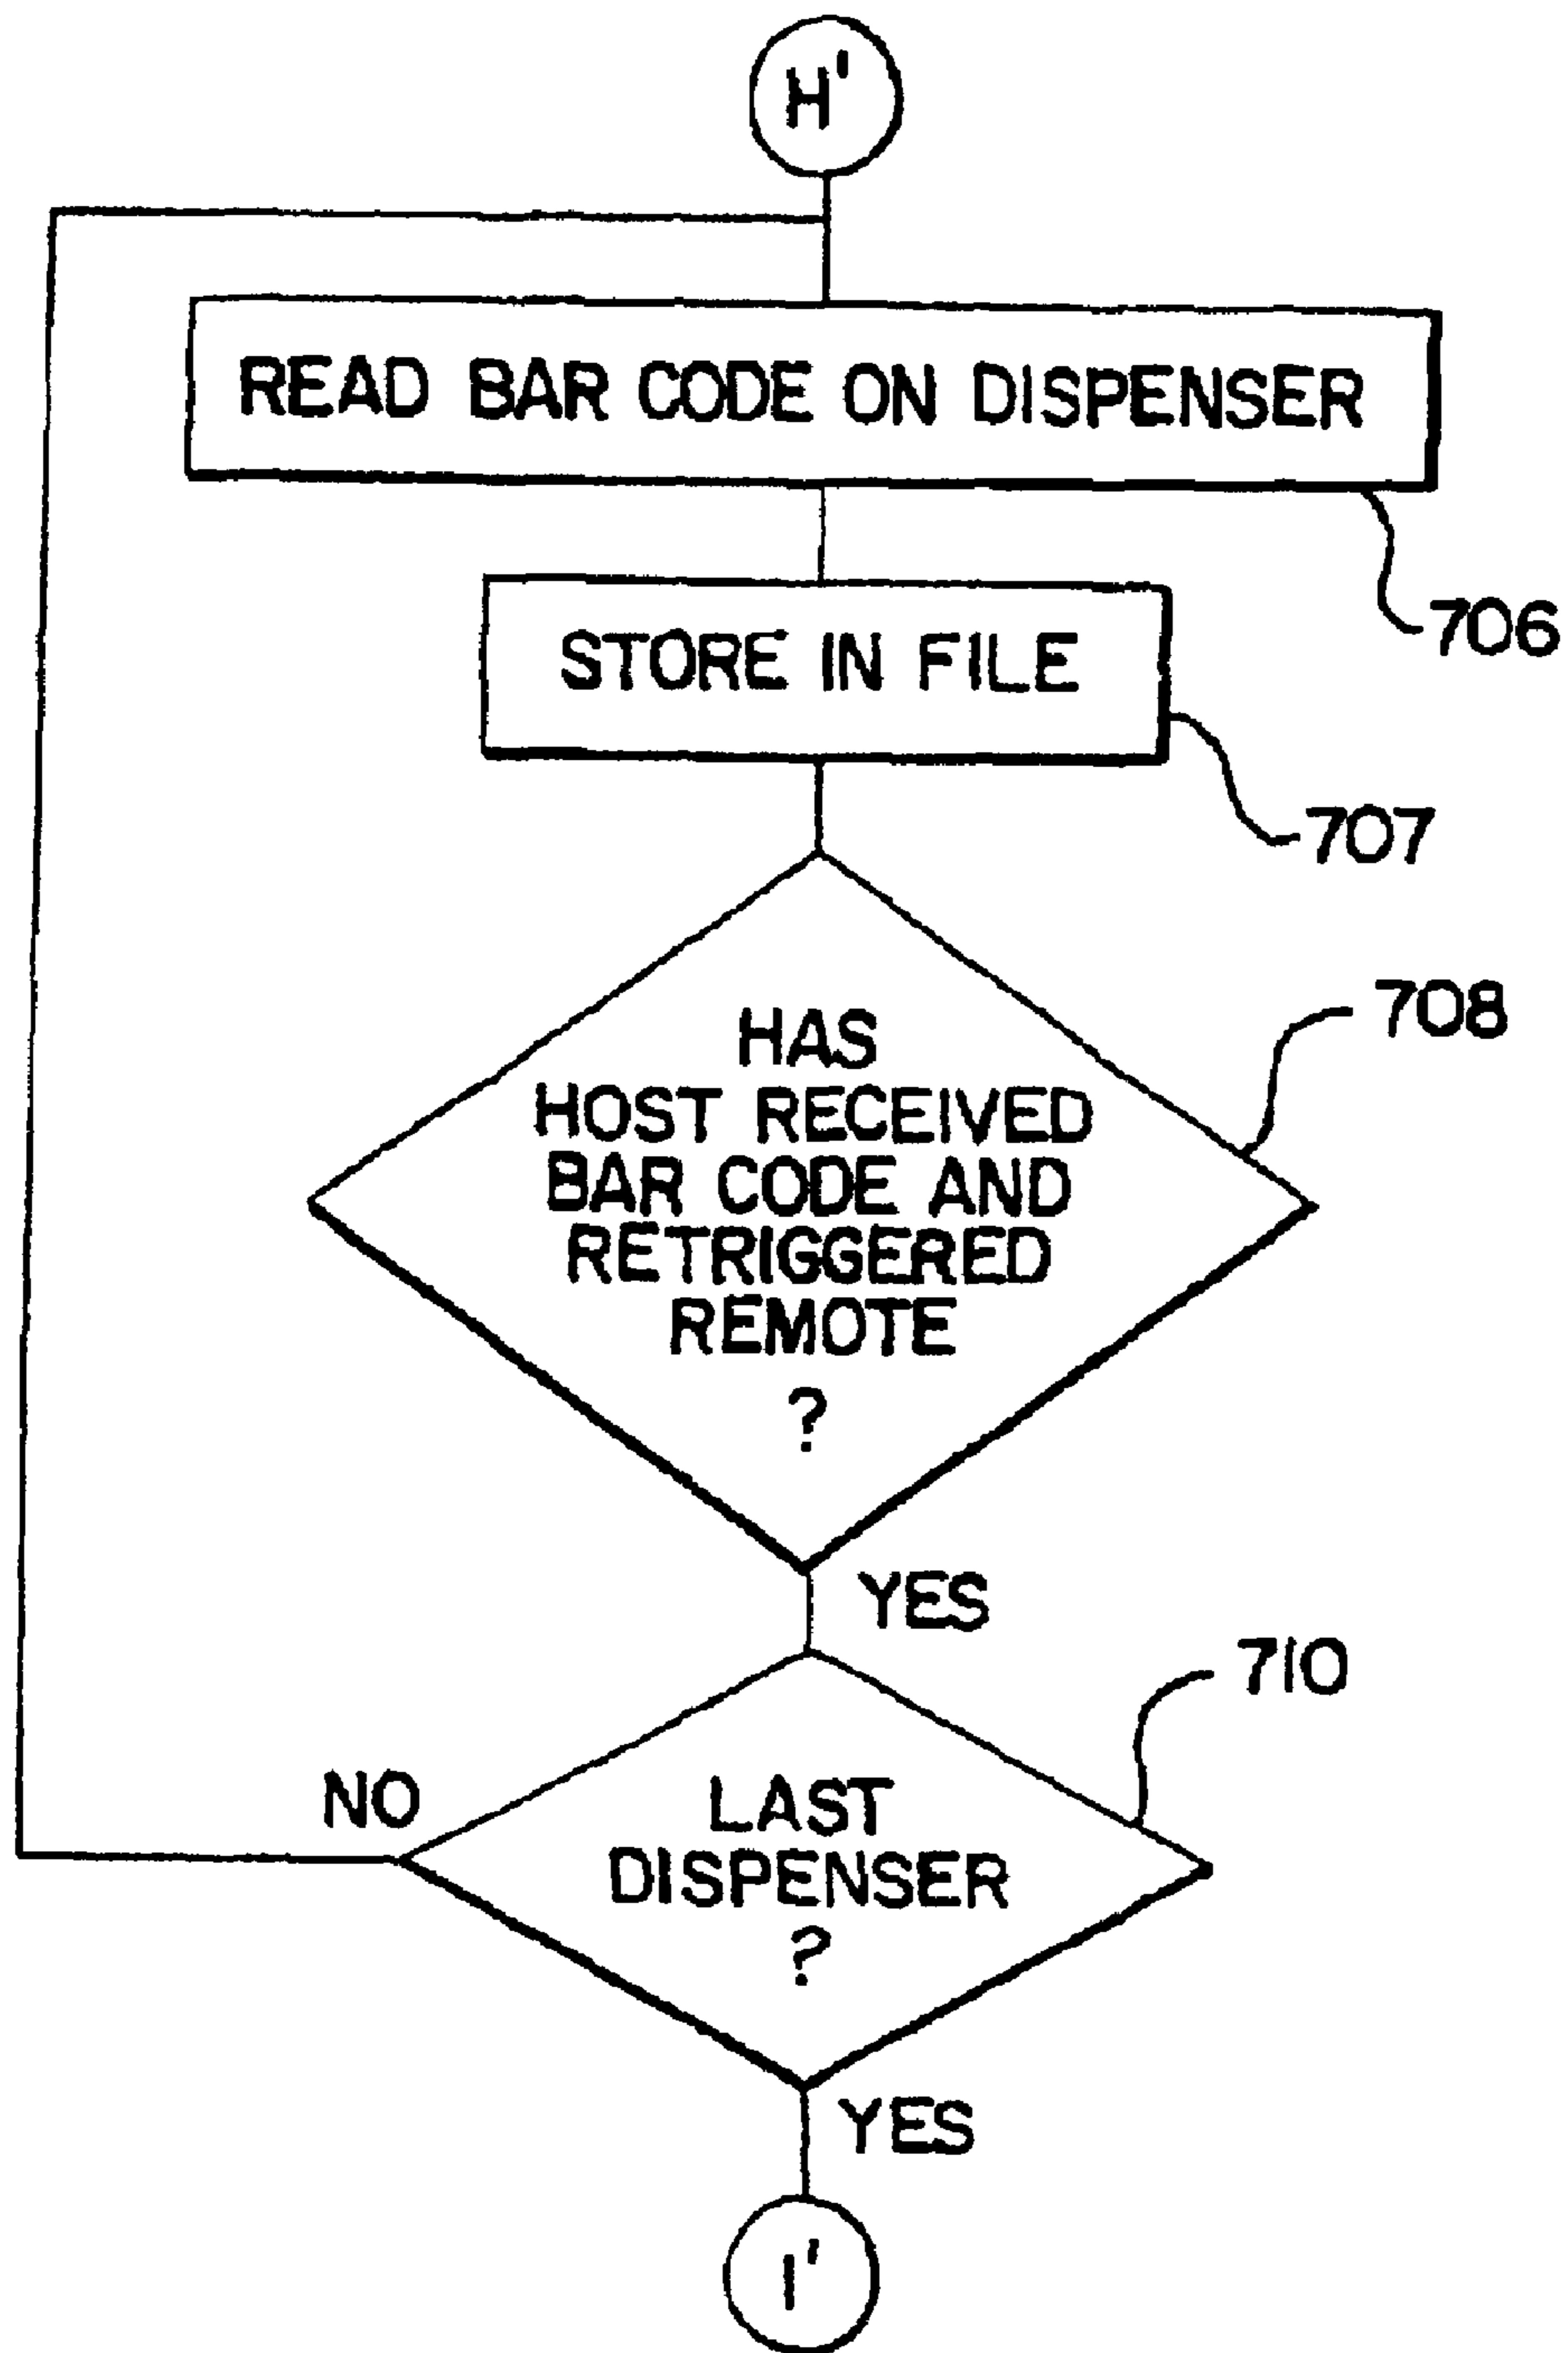 H'
READ BAR CODE ON DISPENSER
706
STORE IN FILE
707
HAS
HOST RECEIVED
BAR CODE AND
RETRIGGERED
REMOTE
?
708
YES
710
NO
LAST
DISPENSER
?
YES
I'